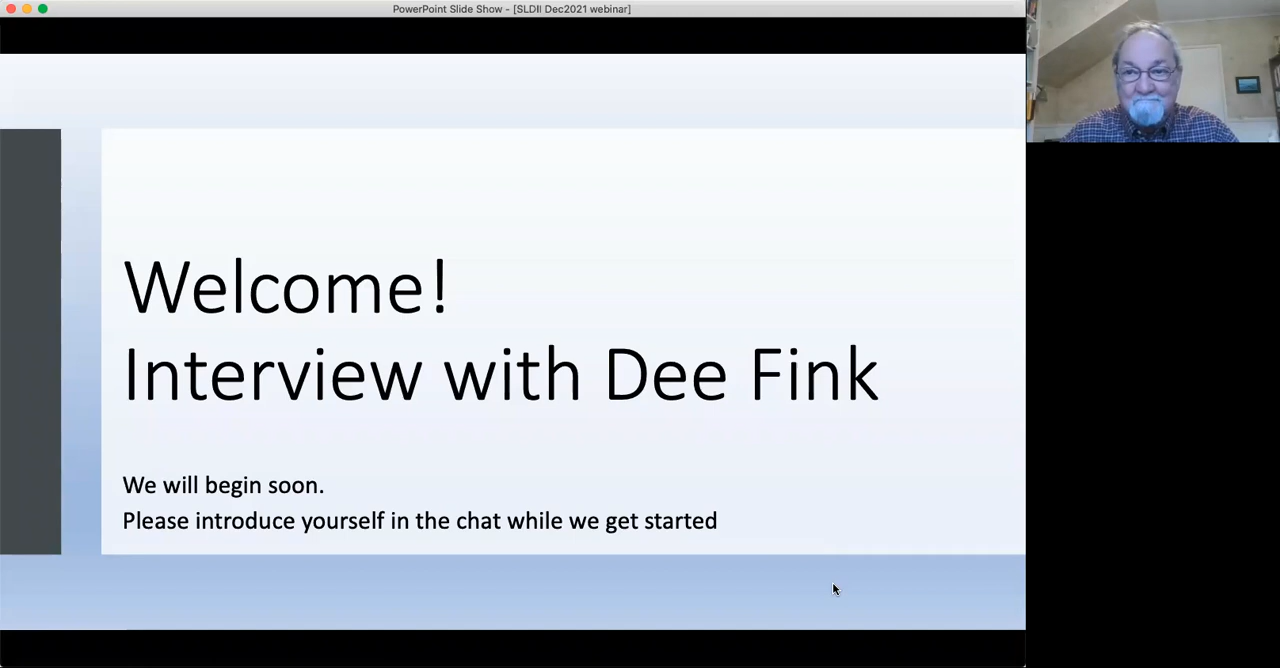 PowerPoint Slide Show - [SLDII Dec2021 webinar]
Welcome!
Interview with Dee Fink
We will begin soon.
Please introduce yourself in the chat while we get started